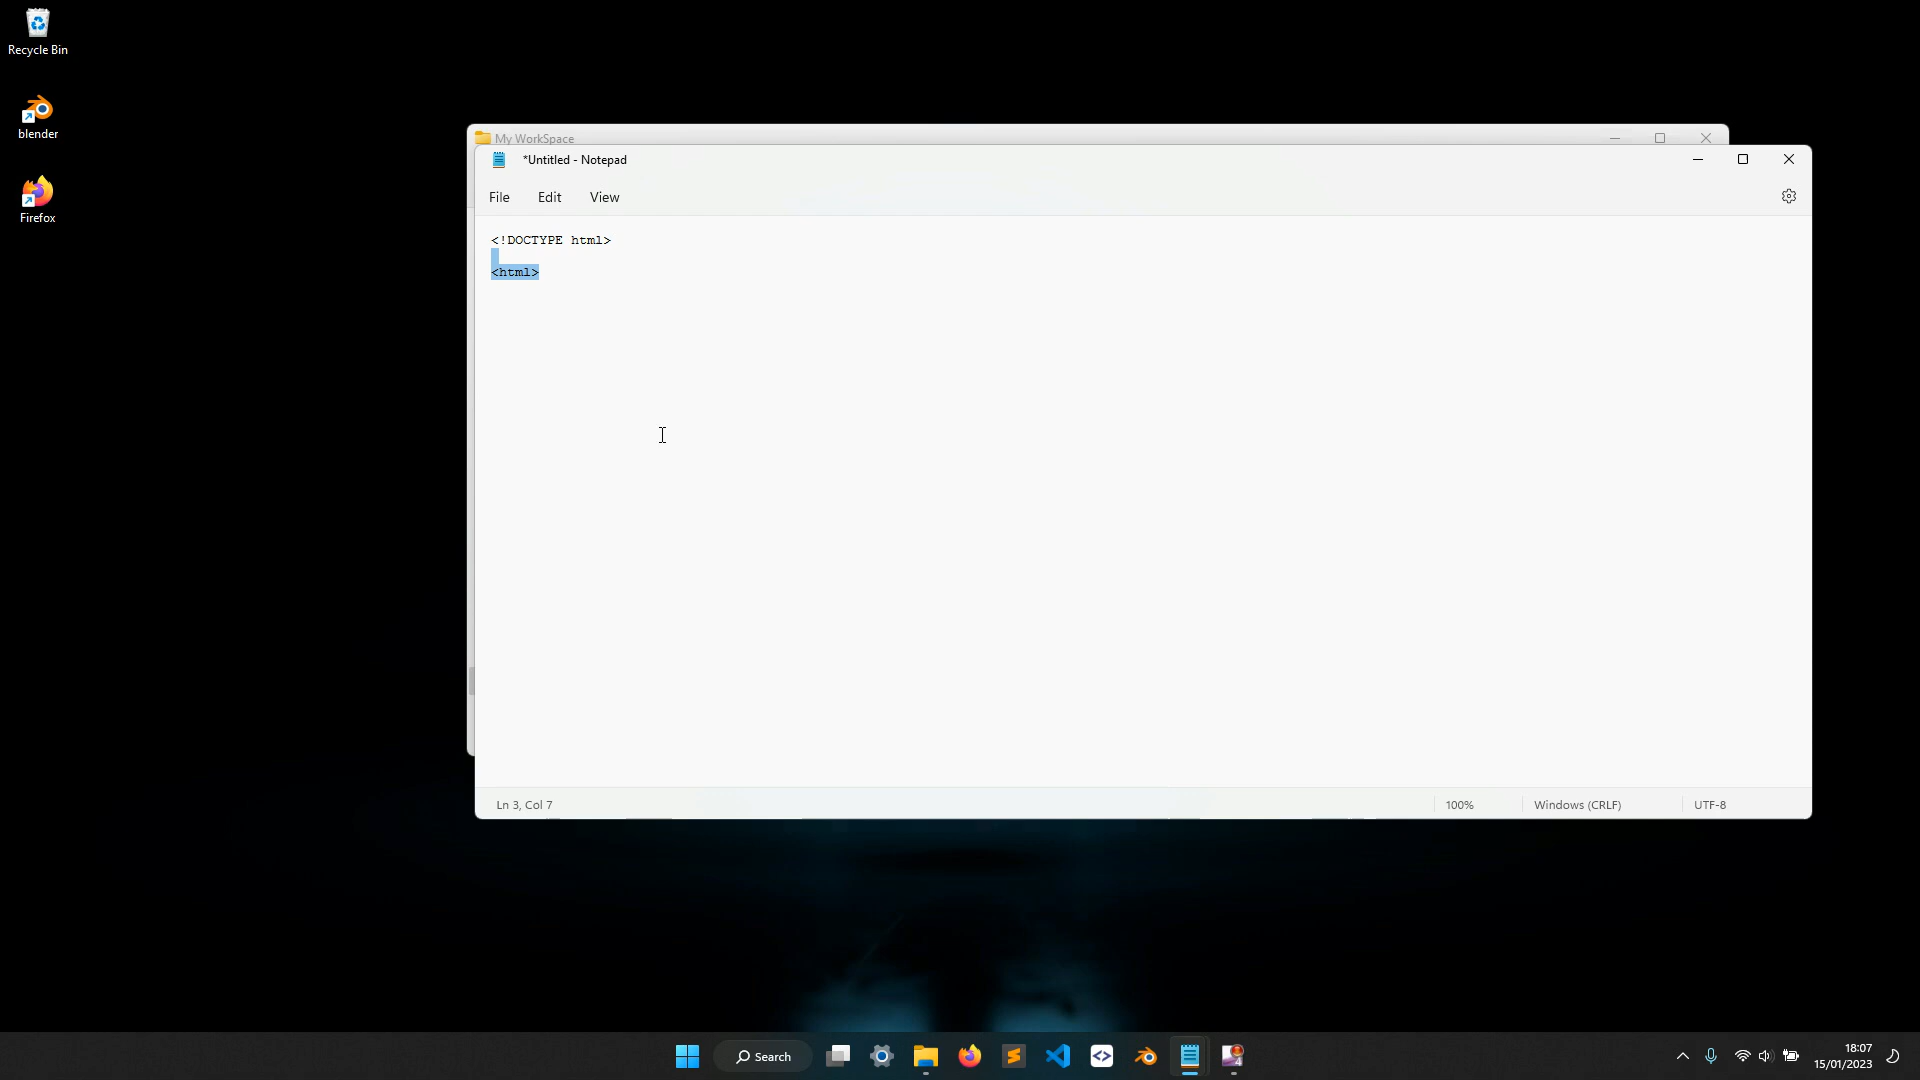 Recycle Bin
blender
Firefox
My WorkSpace
*Untitled - Notepad
File Edit View
<!DOCTYPE html>
<html>
Ln 3, Col 7
100%
Windows (CRLF)
UTF-8
Search
18:07
15/01/2023